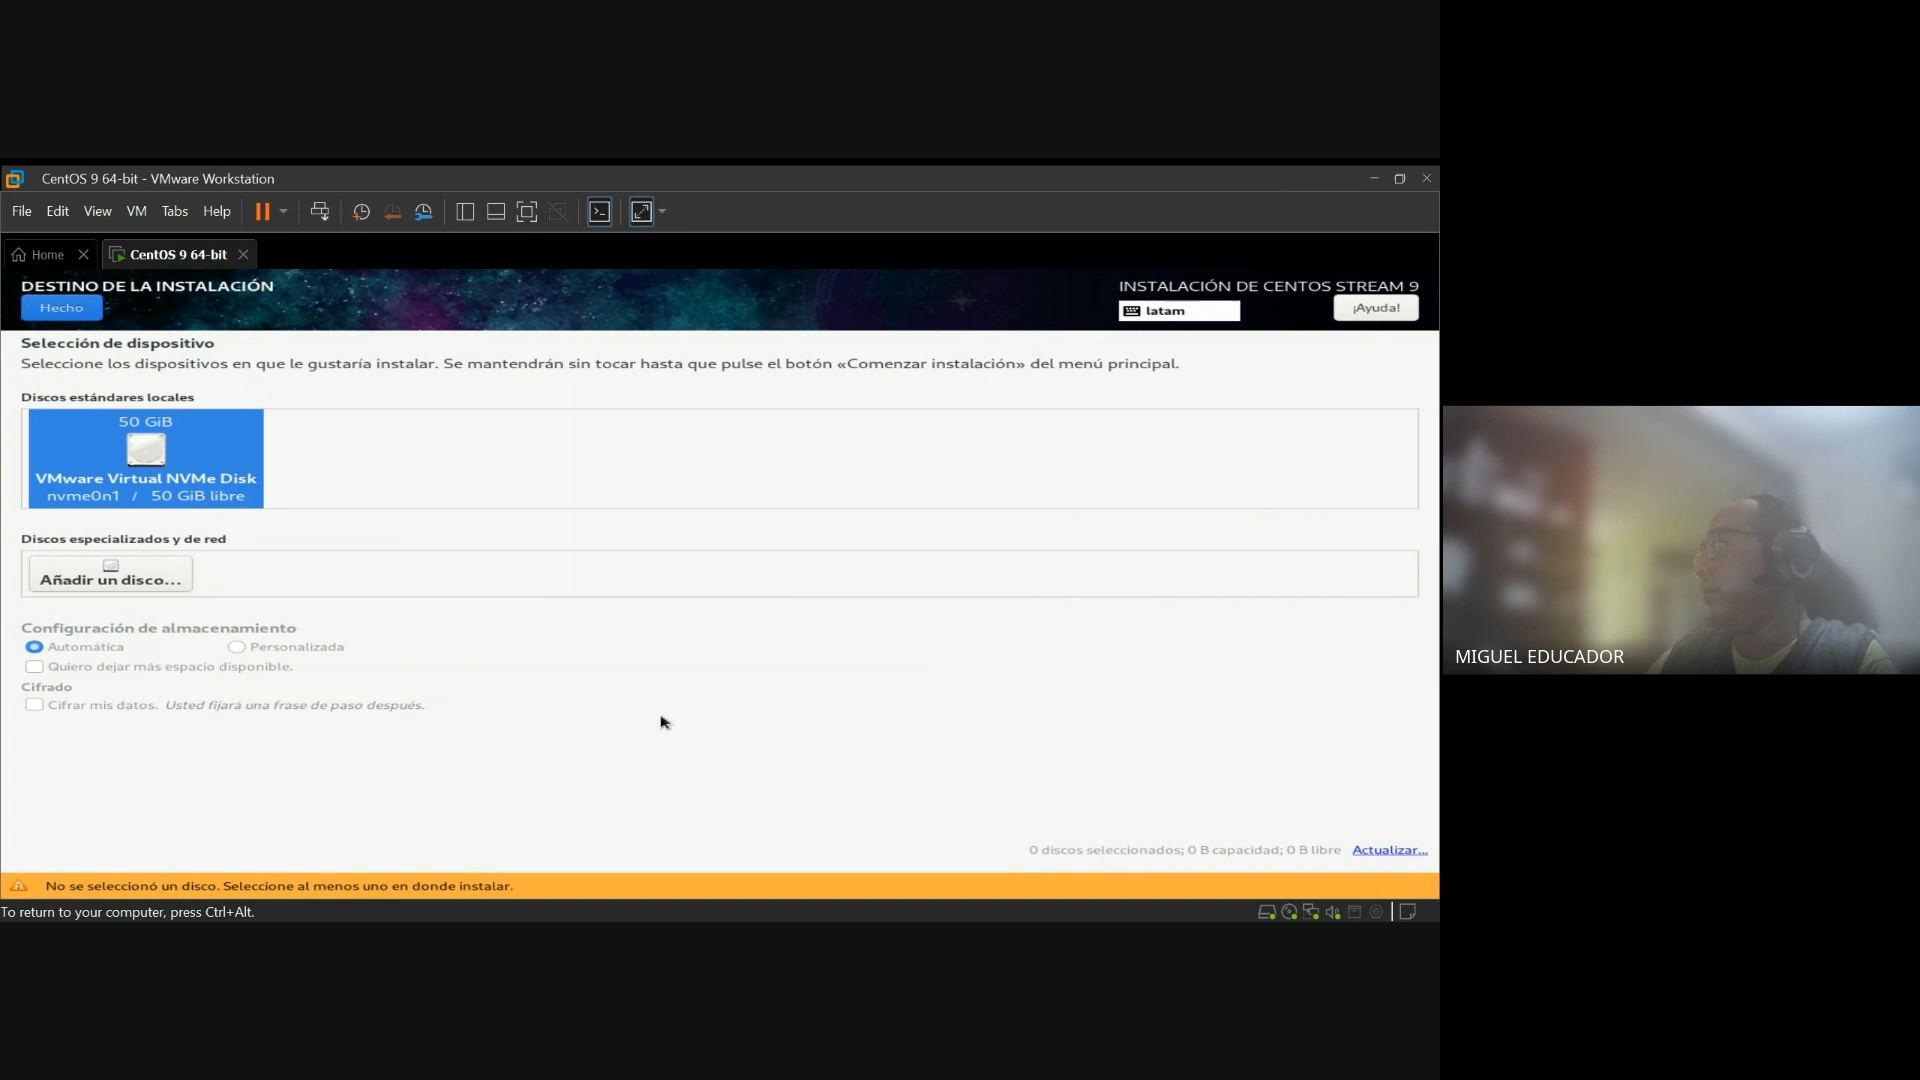 CentOS 9 64-bit - VMware Workstation
File Edit View VM Tabs Help
Home
CentOS 9 64-bit
DESTINO DE LA INSTALACIÓN
INSTALACIÓN DE CENTOS STREAM 9
Hecho
latam
¡Ayuda!
Selección de dispositivo
Seleccione los dispositivos en que le gustaría instalar. Se mantendrán sin tocar hasta que pulse el botón «Comenzar instalación» del menú principal.
Discos estándares locales
50 GiB
VMware Virtual NVMe Disk
nvme0n1 / 50 GiB libre
Discos especializados y de red
Añadir un disco...
Configuración de almacenamiento
Automática
Personalizada
Quiero dejar más espacio disponible.
Cifrado
Cifrar mis datos. Usted fijará una frase de paso después.
MIGUEL EDUCADOR
0 discos seleccionados; 0 B capacidad; 0 B libre
Actualizar...
No se seleccionó un disco. Seleccione al menos uno en donde instalar.
To return to your computer, press Ctrl+Alt.